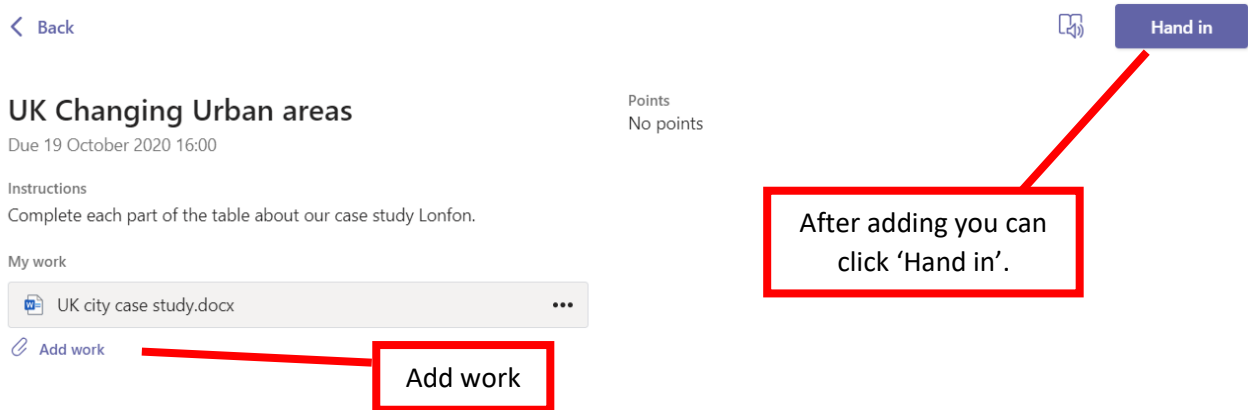 Back
Hand in
UK Changing Urban areas
Due 19 October 2020 16:00
Points
No points
Instructions
Complete each part of the table about our case study Lonfon.
After adding you can
click ‘Hand in’.
My work
UK city case study.docx
Add work
Add work